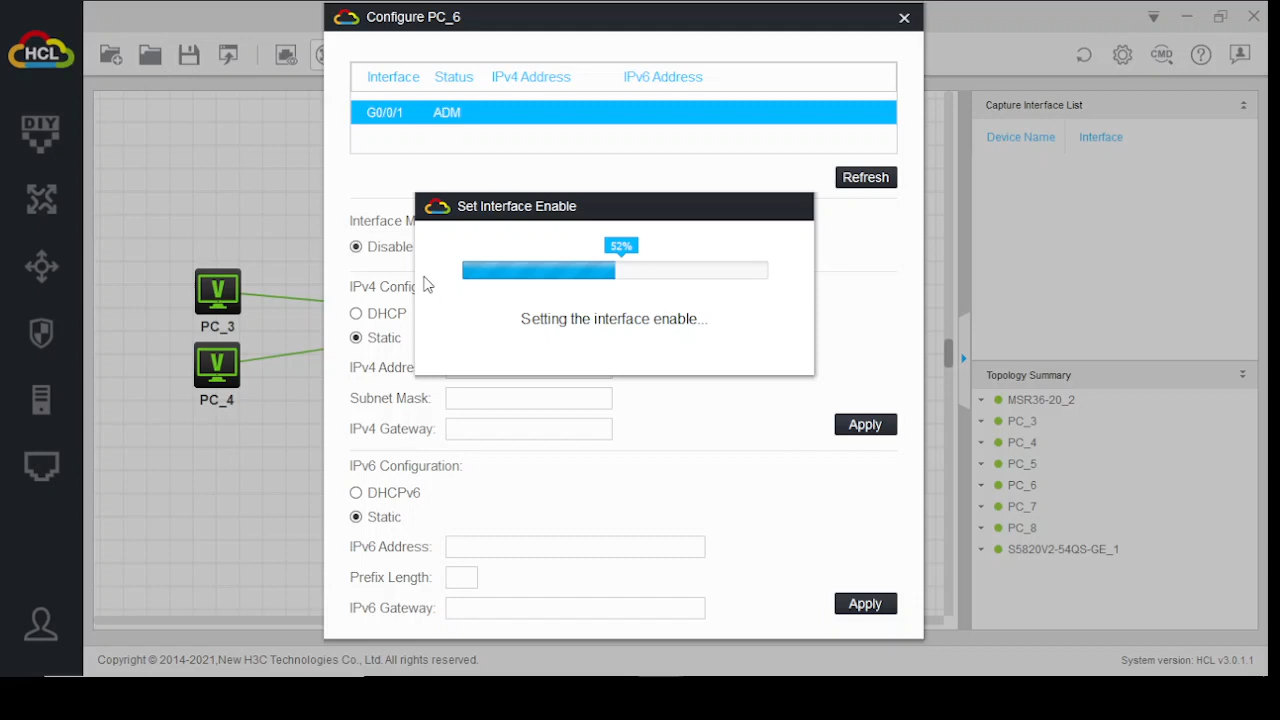 Configure PC_6
HCL
CMD
Interface Status IPv4 Address IPv6 Address
G0/0/1 ADM
Refresh
Capture Interface List
Device Name Interface
DIY
Set Interface Enable
52%
Setting the interface enable...
Interface M
Disable
IPv4 Config
DHCP
Static
IPv4 Addre
Subnet Mask:
IPv4 Gateway:
Apply
IPv6 Configuration:
DHCPv6
Static
IPv6 Address:
Prefix Length:
IPv6 Gateway:
Apply
V
PC_3
V
PC_4
Topology Summary
MSR36-20_2
PC_3
PC_4
PC_5
PC_6
PC_7
PC_8
S5820V2-54QS-GE_1
Copyright © 2014-2021,New H3C Technologies Co., Ltd. All rights reserved.
System version: HCL v3.0.1.1